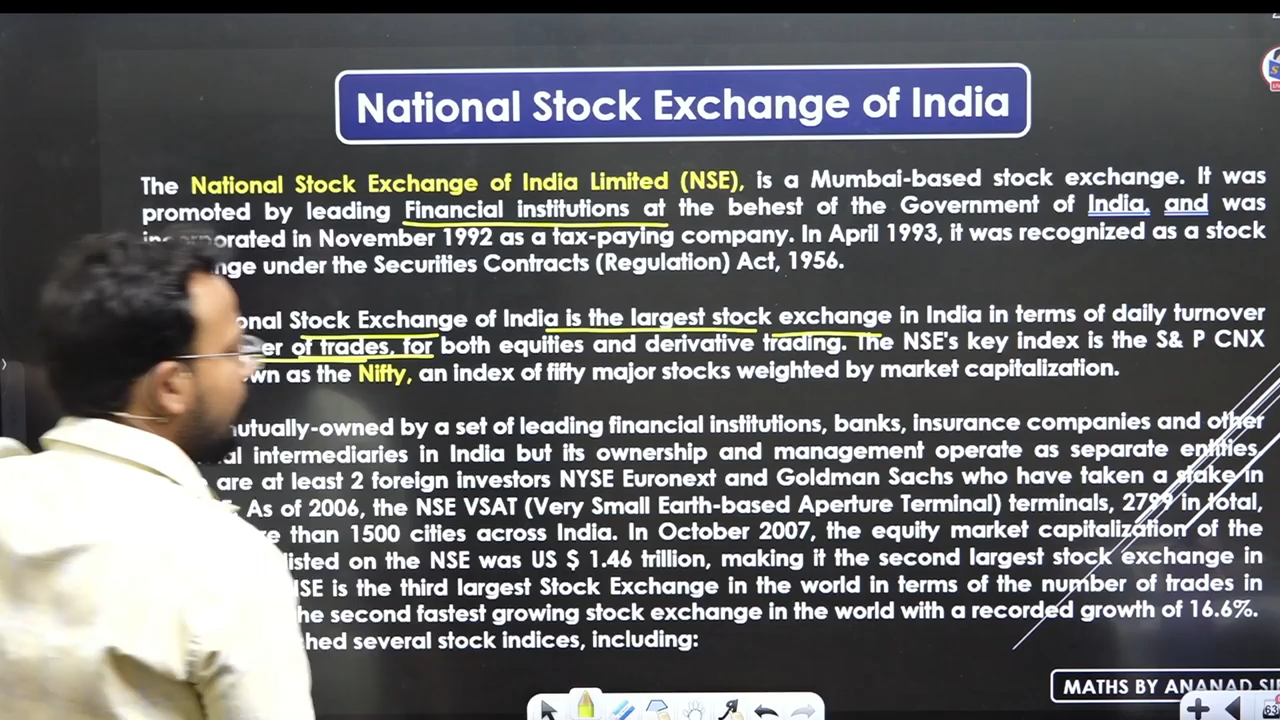 National Stock Exchange of India
The National Stock Exchange of India Limited (NSE), is a Mumbai-based stock exchange. It was
promoted by leading Financial institutions at the behest of the Government of India, and was
in November 1992 as a tax-paying company. In April 1993, it was recognized as a stock
under the Securities Contracts (Regulation) Act, 1956.
Stock Exchange of India is the largest stock exchange in India in terms of daily turnover
of trades, for both equities and derivative trading. The NSE's key index is the S& P CNX
as the Nifty, an index of fifty major stocks weighted by market capitalization.
mutually-owned by a set of leading financial institutions, banks, insurance companies and other
intermediaries in India but its ownership and management operate as separate entities
are at least 2 foreign investors NYSE Euronext and Goldman Sachs who have taken a stake in
As of 2006, the NSE VSAT (Very Small Earth-based Aperture Terminal) terminals, 2799 in total,
than 1500 cities across India. In October 2007, the equity market capitalization of the
listed on the NSE was US $ 1.46 trillion, making it the second largest stock exchange in
NSE is the third largest Stock Exchange in the world in terms of the number of trades in
the second fastest growing stock exchange in the world with a recorded growth of 16.6%.
several stock indices, including:
MATHS BY ANANAD